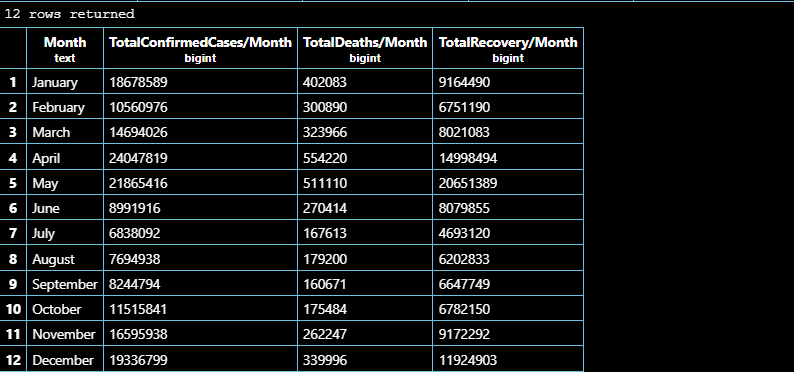 12 rows returned
Month TotalConfirmedCases/Month TotalDeaths/Month TotalRecovery/Month
text bigint bigint bigint
1 January 18678589 402083 9164490
2 February 10560976 300890 6751190
3 March 14694026 323966 8021083
4 April 24047819 554220 14998494
5 May 21865416 511110 20651389
6 June 8991916 270414 8079855
7 July 6838092 167613 4693120
8 August 7694938 179200 6202833
9 September 8244794 160671 6647749
10 October 11515841 175484 6782150
11 November 16595938 262247 9172292
12 December 19336799 339996 11924903